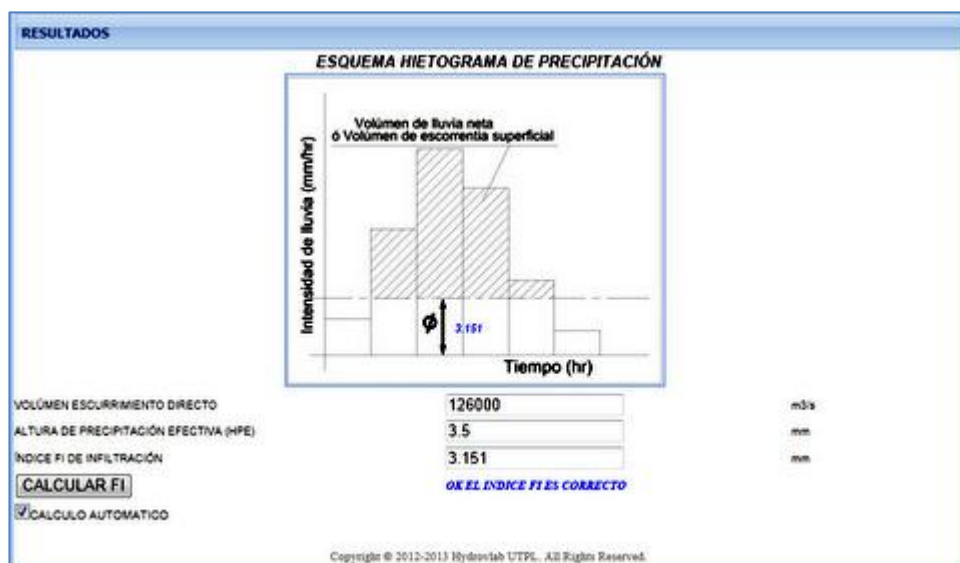 RESULTADOS
ESQUEMA HIETOGRAMA DE PRECIPITACIÓN
Volúmen de lluvia neta
ó Volúmen de escorrentia superficial
Intensidad de lluvia (mm/hr)
ϕ 3.151
Tiempo (hr)
VOLÚMEN ESCURRIMIENTO DIRECTO 126000 m3/s
ALTURA DE PRECIPITACIÓN EFECTIVA (HPE) 3.5 mm
ÍNDICE FI DE INFILTRACIÓN 3.151 mm
CALCULAR FI OK EL INDICE FI ES CORRECTO
CALCULO AUTOMATICO
Copyright © 2012-2013 Hydrovlab UTPL. All Rights Reserved.